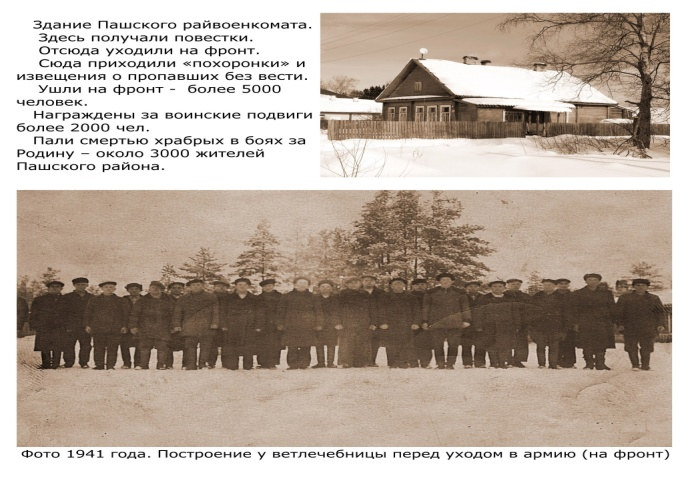 Здание Пашского райвоенкомата.
Здесь получали повестки.
Отсюда уходили на фронт.
Сюда приходили «похоронки» и
извещения о пропавших без вести.
Ушли на фронт - более 5000
человек.
Награждены за воинские подвиги
более 2000 чел.
Пали смертью храбрых в боях за
Родину – около 3000 жителей
Пашского района.
Фото 1941 года. Построение у ветлечебницы перед уходом в армию (на фронт)